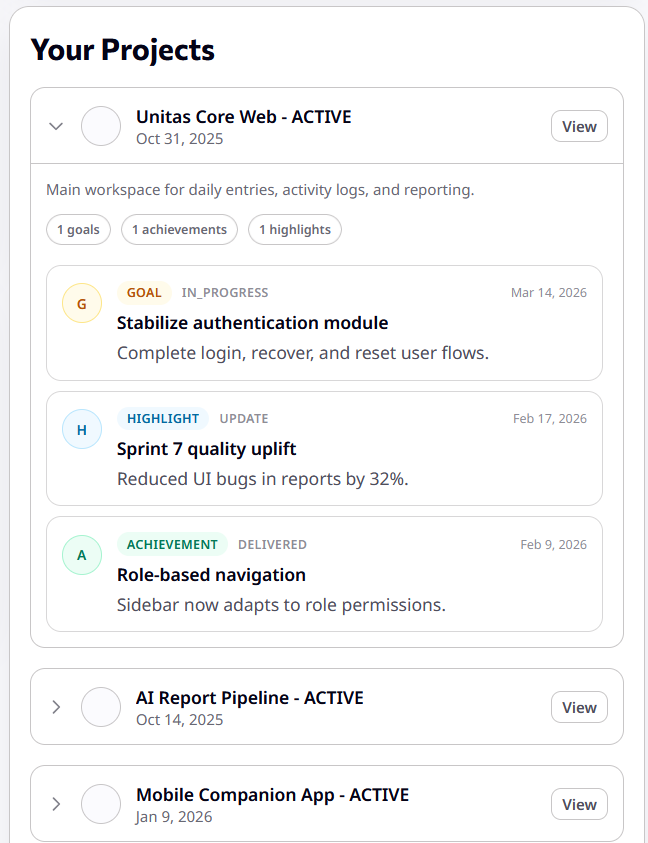 Your Projects
Unitas Core Web - ACTIVE
Oct 31, 2025
View
Main workspace for daily entries, activity logs, and reporting.
1 goals 1 achievements 1 highlights
G
GOAL IN_PROGRESS Mar 14, 2026
Stabilize authentication module
Complete login, recover, and reset user flows.
H
HIGHLIGHT UPDATE Feb 17, 2026
Sprint 7 quality uplift
Reduced UI bugs in reports by 32%.
A
ACHIEVEMENT DELIVERED Feb 9, 2026
Role-based navigation
Sidebar now adapts to role permissions.
AI Report Pipeline - ACTIVE
Oct 14, 2025
View
Mobile Companion App - ACTIVE
Jan 9, 2026
View